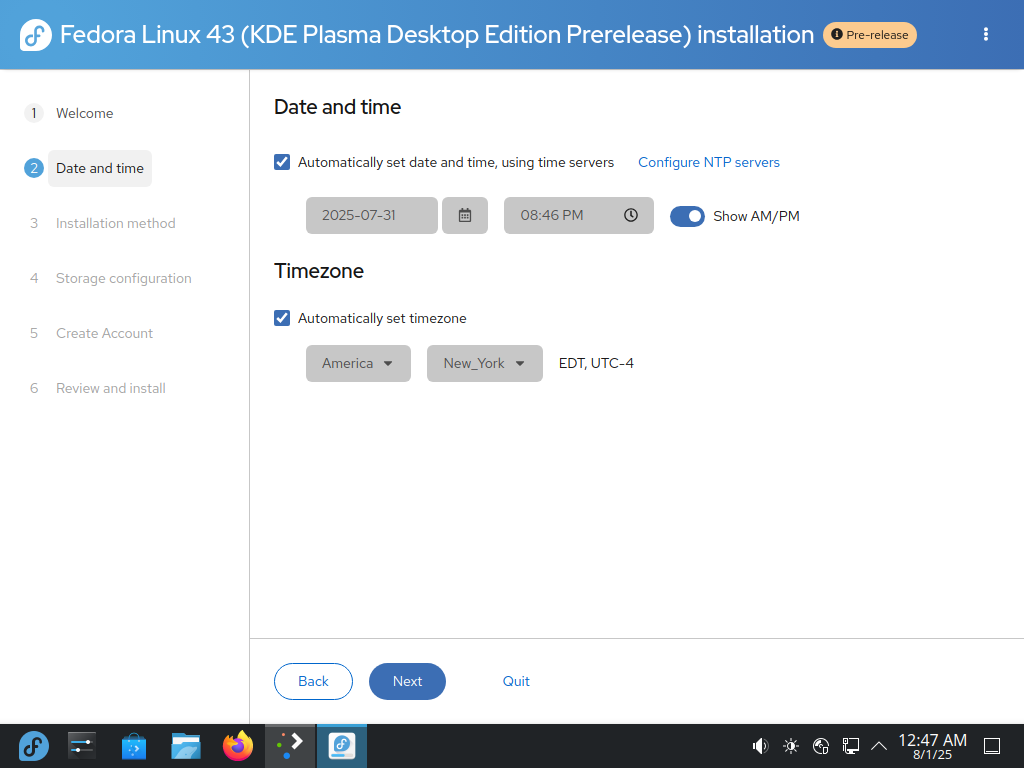 Fedora Linux 43 (KDE Plasma Desktop Edition Prerelease) installation
Pre-release
1 Welcome
2 Date and time
3 Installation method
4 Storage configuration
5 Create Account
6 Review and install
Date and time
Automatically set date and time, using time servers Configure NTP servers
2025-07-31 08:46 PM Show AM/PM
Timezone
Automatically set timezone
America New_York EDT, UTC-4
Back Next Quit
12:47 AM
8/1/25